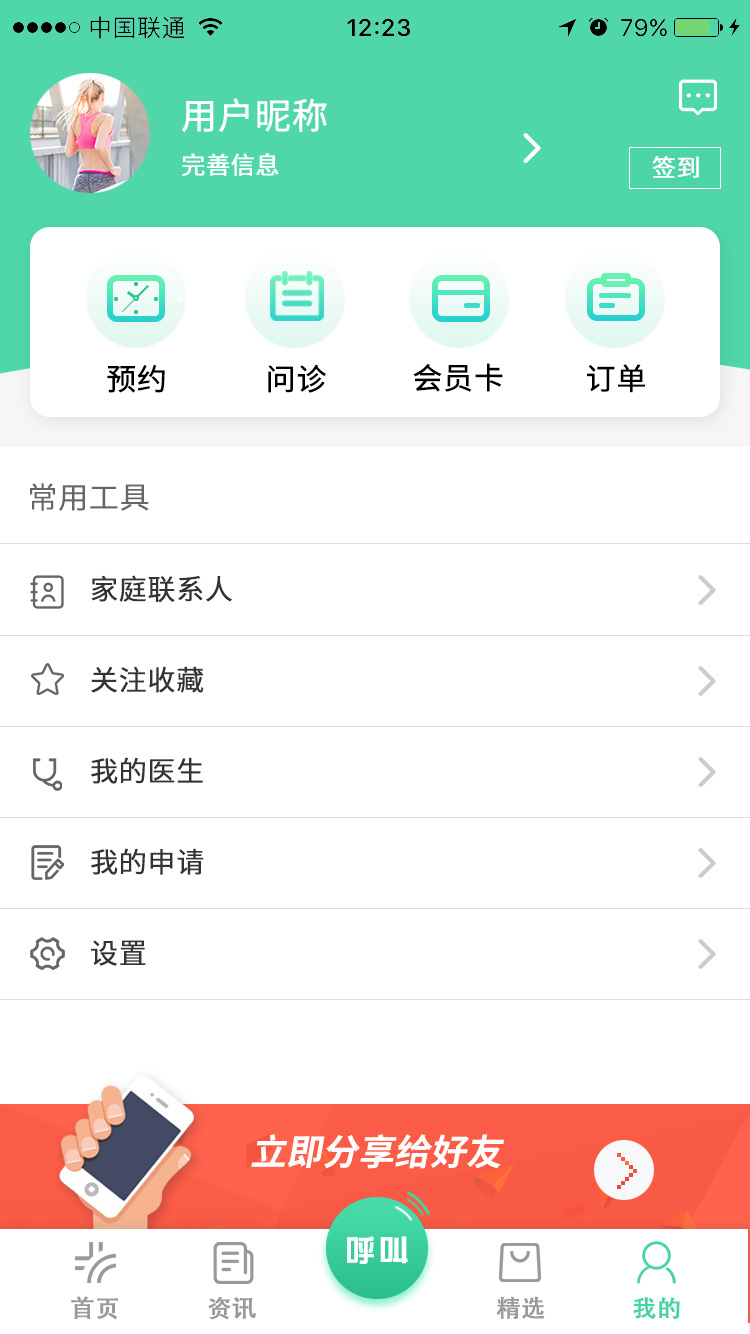 中国联通
12:23
79%
用户昵称
完善信息
签到
预约
问诊
会员卡
订单
常用工具
家庭联系人
关注收藏
我的医生
我的申请
设置
立即分享给好友
呼叫
首页
资讯
精选
我的